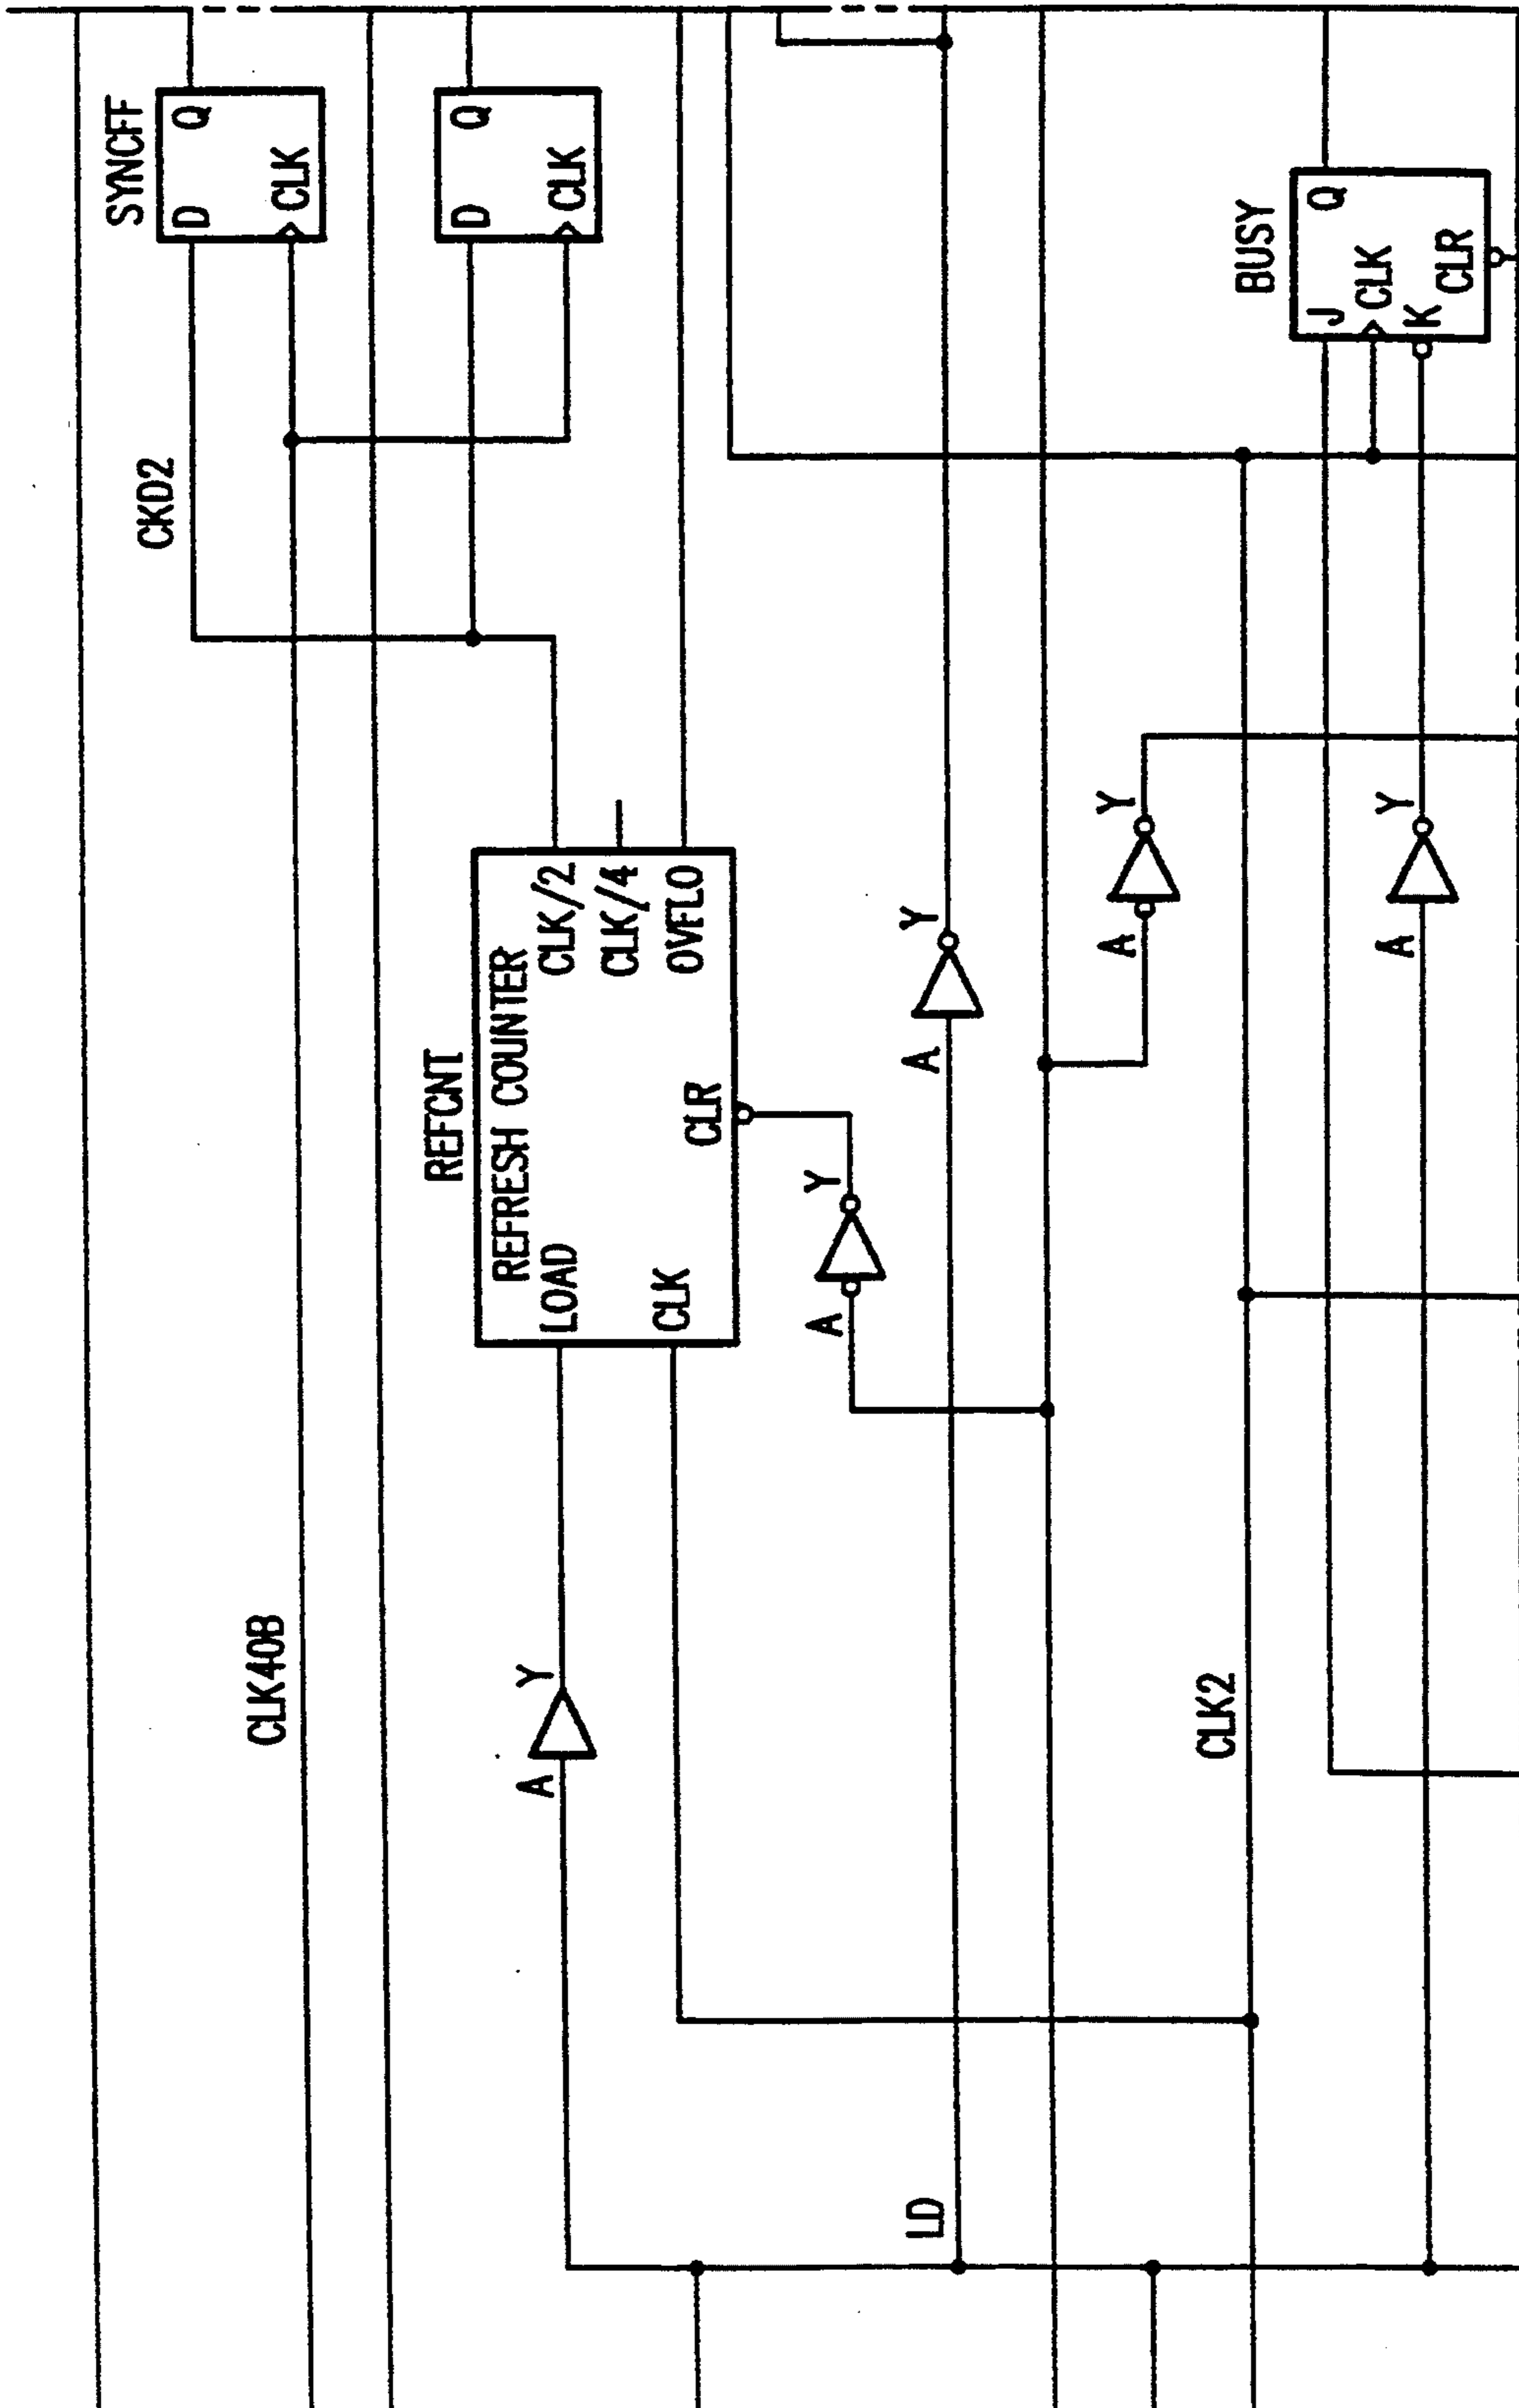 SYNCFF
D Q
CLK
CKD2
D Q
CLK
CLK40B
REFCNT
REFRESH COUNTER
LOAD CLK/2
CLK/4
CLK OVFLO
CLR
A Y
A Y
LD
A Y
A Y
CLK2
BUSY
J Q
CLK
K
CLR
A Y